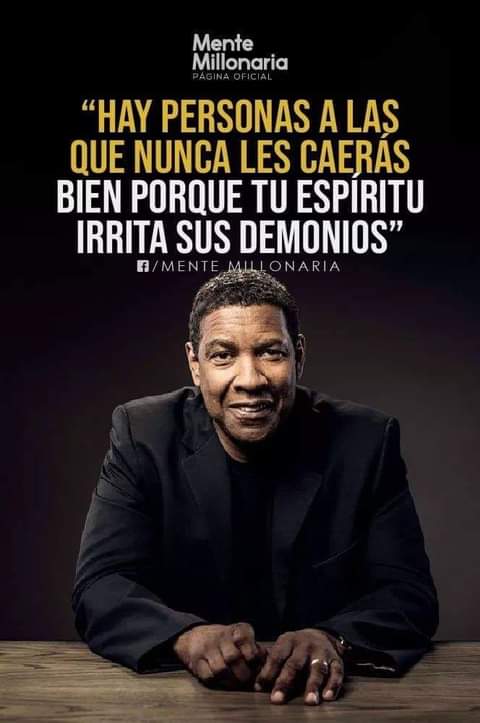 Mente
Millonaria
PÁGINA OFICIAL
“HAY PERSONAS A LAS
QUE NUNCA LES CAERÁS
BIEN PORQUE TU ESPÍRITU
IRRITA SUS DEMONIOS”
f/MENTE MILLONARIA